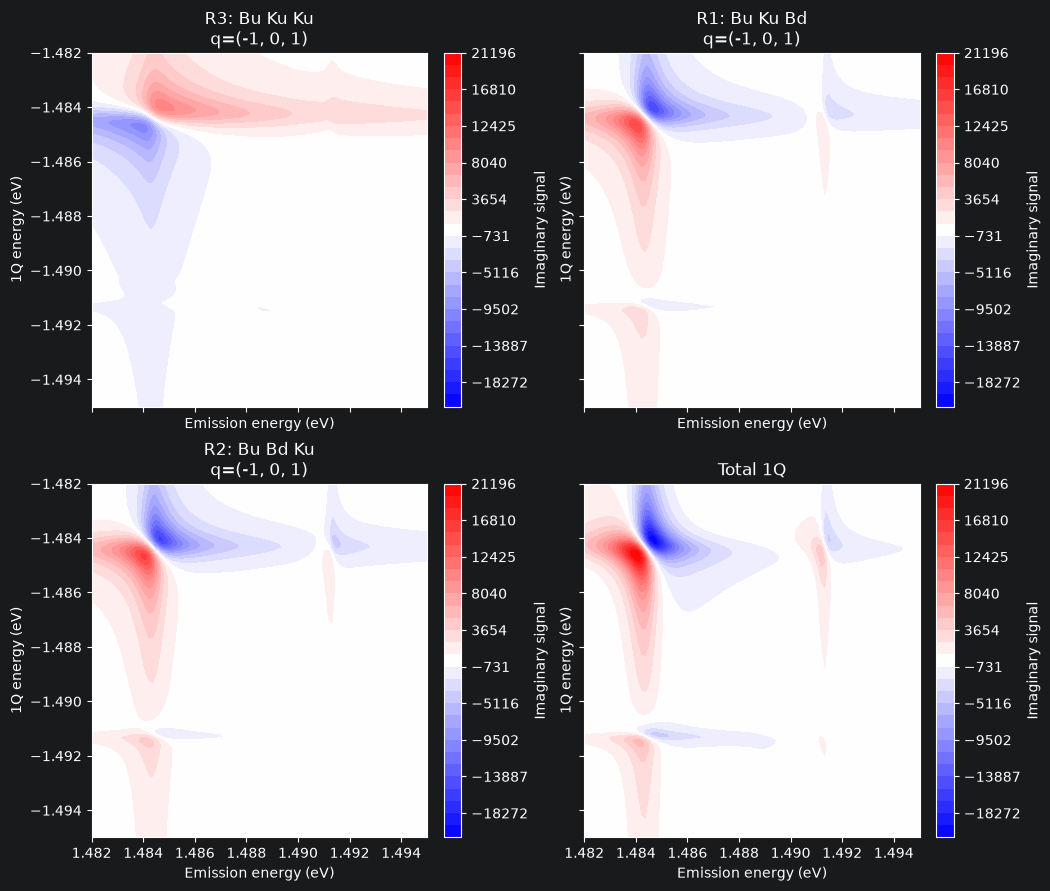 R3: Bu Ku Ku
q=(-1, 0, 1)
−1.482
−1.484
−1.486
−1.488
−1.490
−1.492
−1.494
1Q energy (eV)
Emission energy (eV)
21196
16810
12425
8040
3654
−731
−5116
−9502
−13887
−18272
Imaginary signal
R1: Bu Ku Bd
q=(-1, 0, 1)
1Q energy (eV)
Emission energy (eV)
21196
16810
12425
8040
3654
−731
−5116
−9502
−13887
−18272
Imaginary signal
R2: Bu Bd Ku
q=(-1, 0, 1)
−1.482
−1.484
−1.486
−1.488
−1.490
−1.492
−1.494
1Q energy (eV)
1.482 1.484 1.486 1.488 1.490 1.492 1.494
Emission energy (eV)
21196
16810
12425
8040
3654
−731
−5116
−9502
−13887
−18272
Imaginary signal
Total 1Q
1Q energy (eV)
1.482 1.484 1.486 1.488 1.490 1.492 1.494
Emission energy (eV)
21196
16810
12425
8040
3654
−731
−5116
−9502
−13887
−18272
Imaginary signal